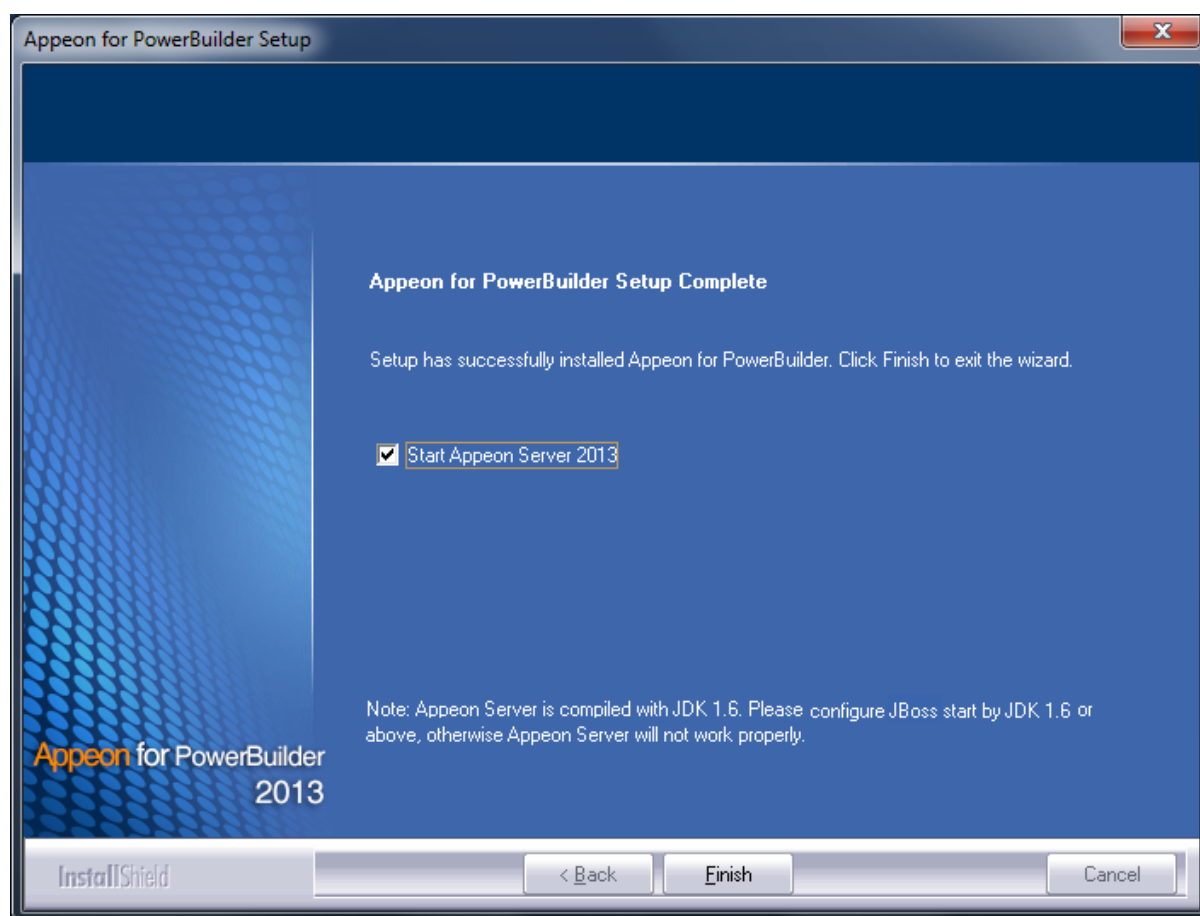 Appeon for PowerBuilder Setup
Appeon for PowerBuilder Setup Complete
Setup has successfully installed Appeon for PowerBuilder. Click Finish to exit the wizard.
Start Appeon Server 2013
Note: Appeon Server is compiled with JDK 1.6. Please configure JBoss start by JDK 1.6 or
above, otherwise Appeon Server will not work properly.
Appeon for PowerBuilder
2013
InstallShield
< Back
Finish
Cancel